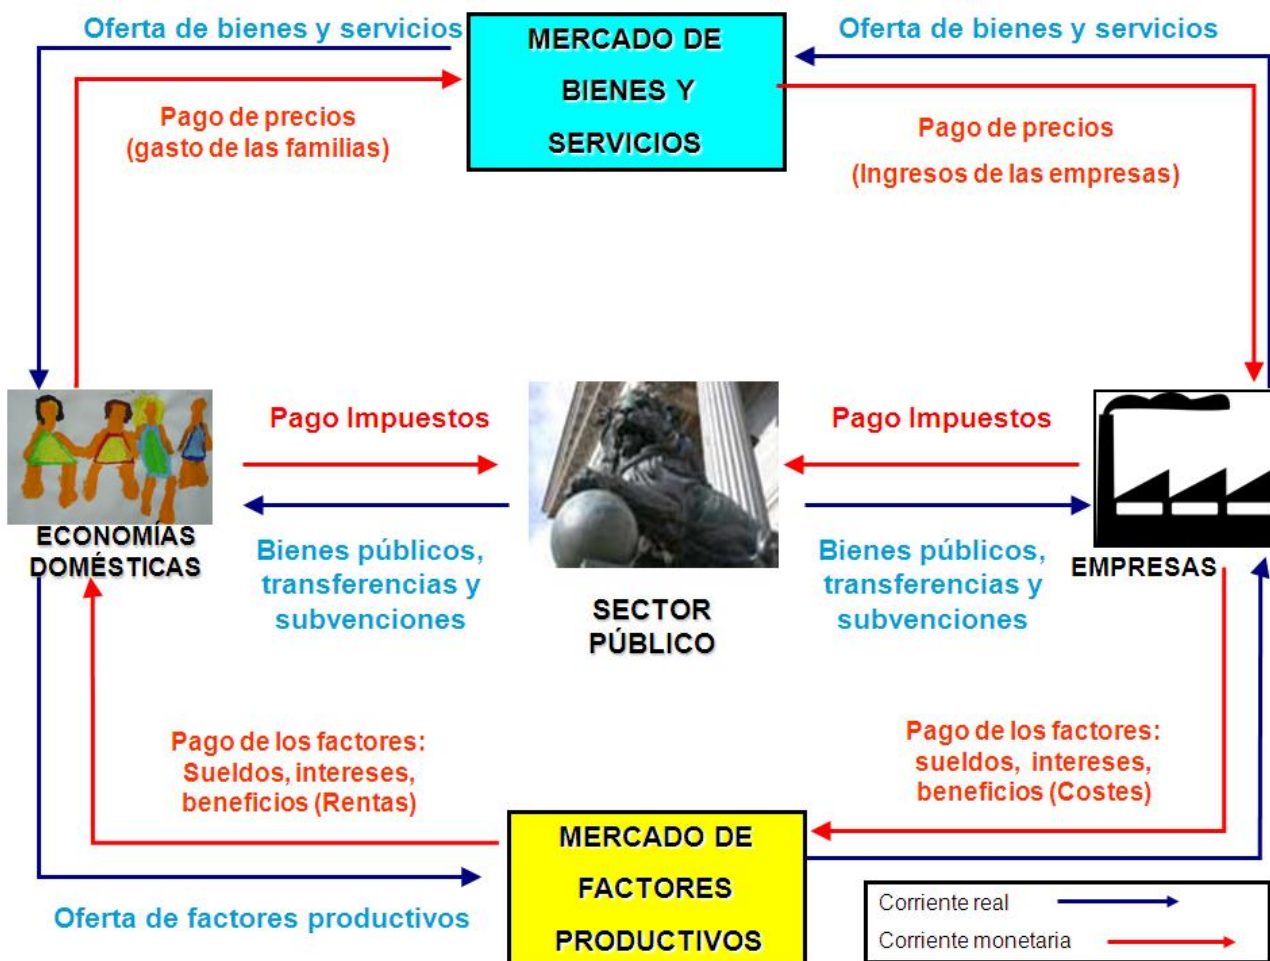 Oferta de bienes y servicios
MERCADO DE
BIENES Y
SERVICIOS
Oferta de bienes y servicios
Pago de precios
(gasto de las familias)
Pago de precios
(Ingresos de las empresas)
Pago Impuestos
Pago Impuestos
ECONOMÍAS
DOMÉSTICAS
Bienes públicos,
transferencias y
subvenciones
SECTOR
PÚBLICO
Bienes públicos,
transferencias y
subvenciones
EMPRESAS
Pago de los factores:
Sueldos, intereses,
beneficios (Rentas)
Pago de los factores:
sueldos, intereses,
beneficios (Costes)
MERCADO DE
FACTORES
PRODUCTIVOS
Oferta de factores productivos
Corriente real
Corriente monetaria